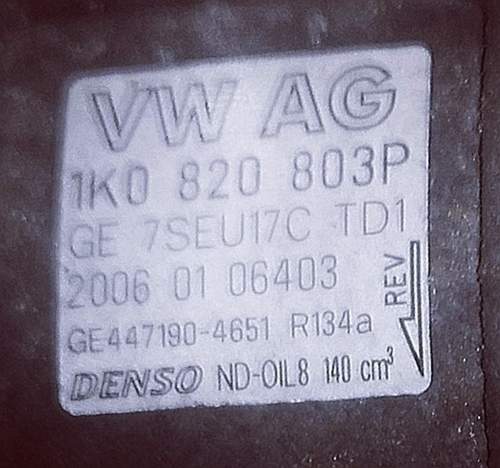 VW AG
1K0 820 803P
GE 7SEU17C TD1
2006 01 06403
REV
GE447190-4651 R134a
DENSO ND-OIL8 140 cm³